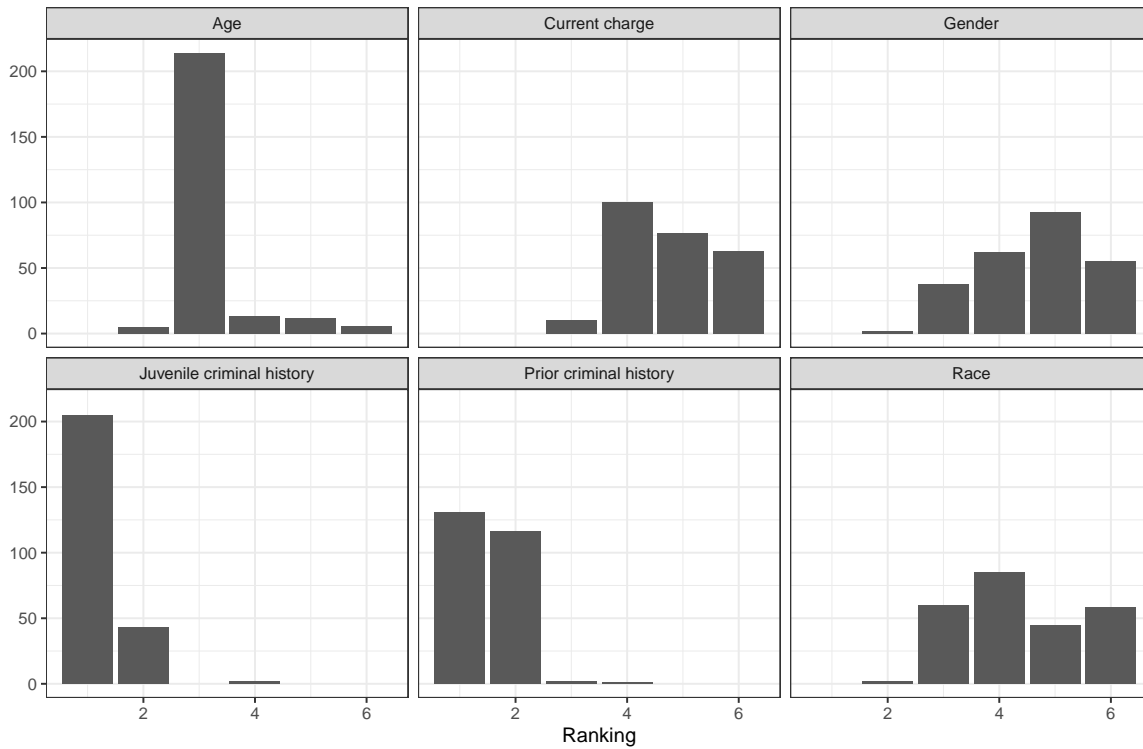 Age Current charge Gender
200
150
100
50
0
Juvenile criminal history Prior criminal history Race
200
150
100
50
0
2 4 6 2 4 6 2 4 6
Ranking